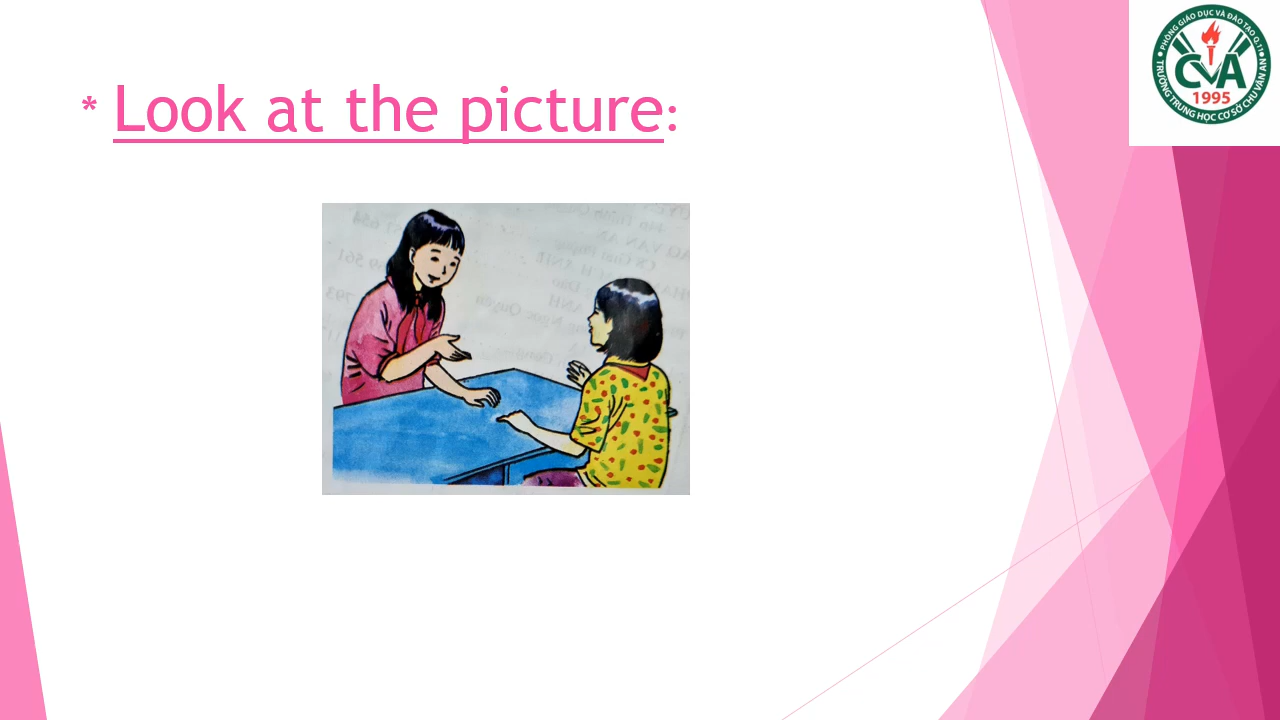 * Look at the picture:
PHÒNG GIÁO DỤC VÀ ĐÀO TẠO Q.11
CVA
1995
TRƯỜNG TRUNG HỌC CƠ SỞ CHU VĂN AN